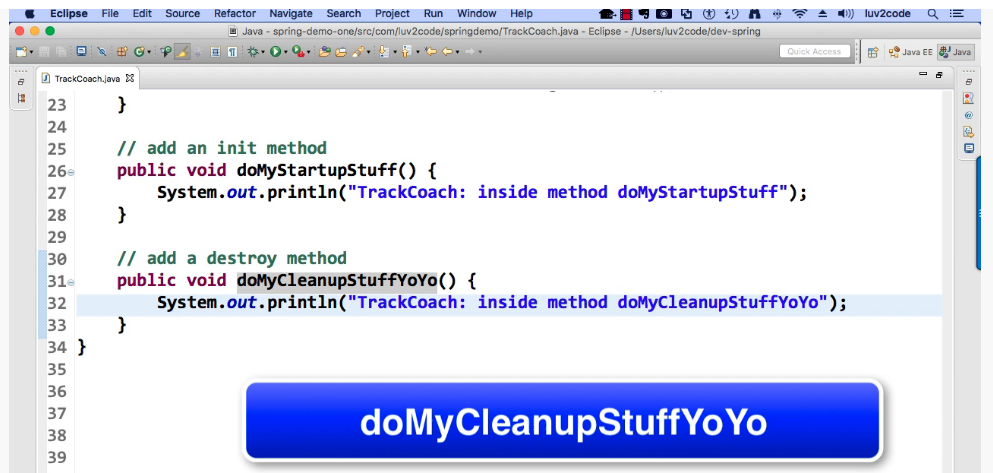 Eclipse File Edit Source Refactor Navigate Search Project Run Window Help luv2code
Java - spring-demo-one/src/com/luv2code/springdemo/TrackCoach.java - Eclipse - /Users/luv2code/dev-spring
Quick Access Java EE Java
TrackCoach.java
23 }
24
25 // add an init method
26 public void doMyStartupStuff() {
27 System.out.println("TrackCoach: inside method doMyStartupStuff");
28 }
29
30 // add a destroy method
31 public void doMyCleanupStuffYoYo() {
32 System.out.println("TrackCoach: inside method doMyCleanupStuffYoYo");
33 }
34 }
35
36
37
38
39
doMyCleanupStuffYoYo